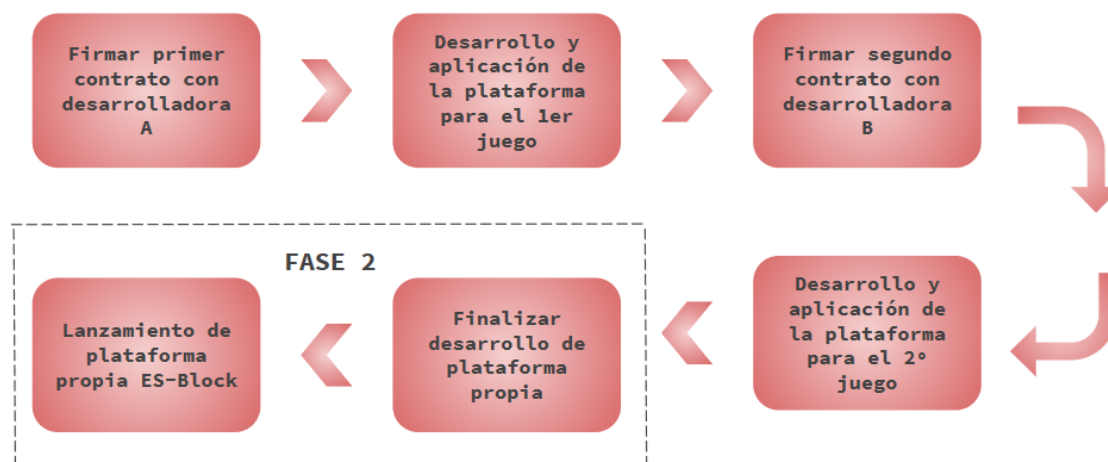 Firmar primer
contrato con
desarrolladora
A
Desarrollo y
aplicación de
la plataforma
para el 1er
juego
Firmar segundo
contrato con
desarrolladora
B
Desarrollo y
aplicación de
la plataforma
para el 2º
juego
FASE 2
Finalizar
desarrollo de
plataforma
propia
Lanzamiento de
plataforma
propia ES-Block